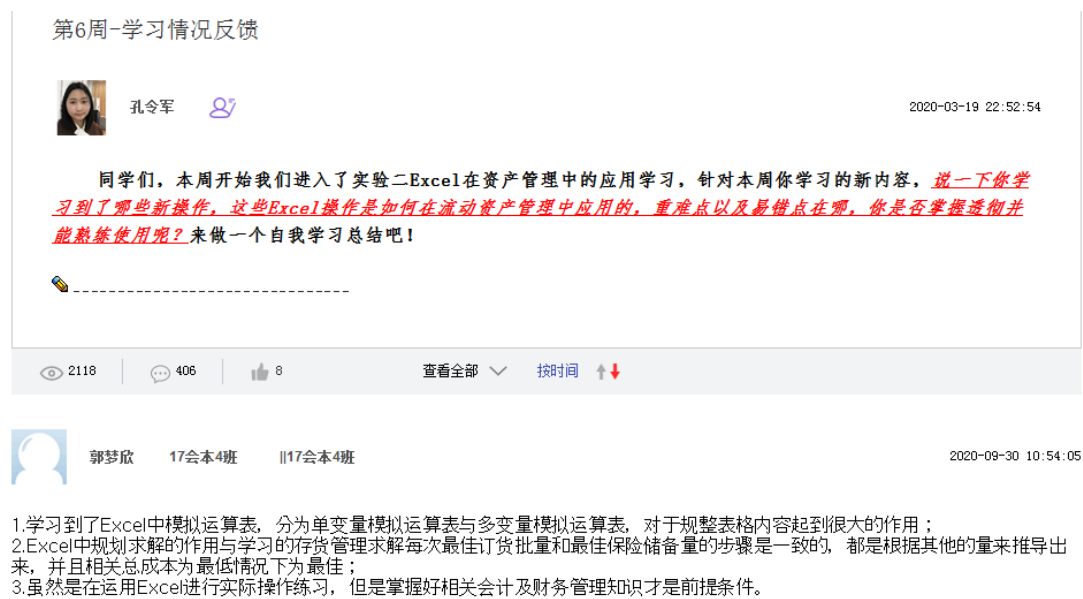 第6周-学习情况反馈
孔令军
2020-03-19 22:52:54
同学们，本周开始我们进入了实验二Excel在资产管理中的应用学习，针对本周你学习的新内容，说一下你学
习到了哪些新操作，这些Excel操作是如何在流动资产管理中应用的，重难点以及易错点在哪，你是否掌握透彻并
能熟练使用呢？来做一个自我学习总结吧！
------------------------------
2118 406 8 查看全部 按时间
郭梦欣 17会本4班 ||17会本4班 2020-09-30 10:54:05
1.学习到了Excel中模拟运算表，分为单变量模拟运算表与多变量模拟运算表，对于规整表格内容起到很大的作用；
2.Excel中规划求解的作用与学习的存货管理求解每次最佳订货批量和最佳保险储备量的步骤是一致的，都是根据其他的量来推导出
来，并且相关总成本为最低情况下为最佳；
3.虽然是在运用Excel进行实际操作练习，但是掌握好相关会计及财务管理知识才是前提条件。